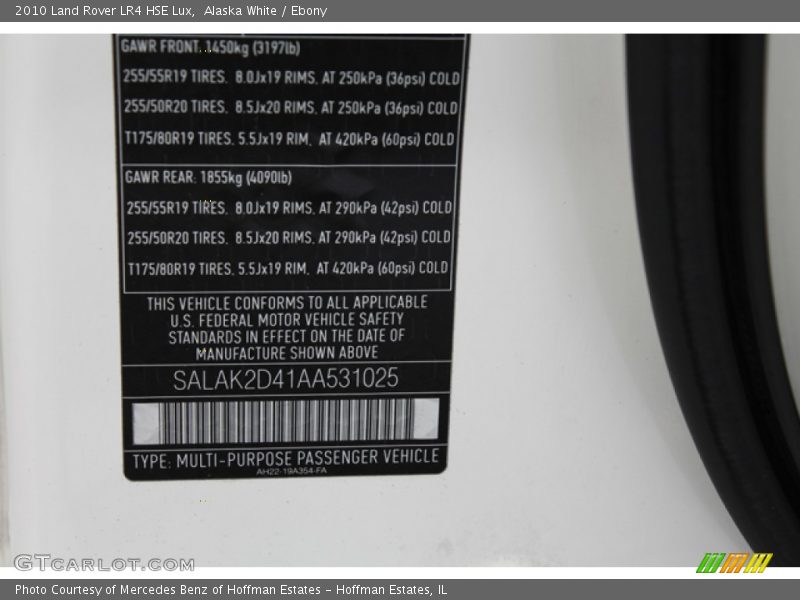 2010 Land Rover LR4 HSE Lux,  Alaska White / Ebony
GAWR FRONT. 1450kg (3197lb)
255/55R19 TIRES. 8.0Jx19 RIMS. AT 250kPa (36psi) COLD
255/50R20 TIRES. 8.5Jx20 RIMS. AT 250kPa (36psi) COLD
T175/80R19 TIRES. 5.5Jx19 RIM. AT 420kPa (60psi) COLD
GAWR REAR. 1855kg (4090lb)
255/55R19 TIRES. 8.0Jx19 RIMS. AT 290kPa (42psi) COLD
255/50R20 TIRES. 8.5Jx20 RIMS. AT 290kPa (42psi) COLD
T175/80R19 TIRES. 5.5Jx19 RIM. AT 420kPa (60psi) COLD
THIS VEHICLE CONFORMS TO ALL APPLICABLE
U.S. FEDERAL MOTOR VEHICLE SAFETY
STANDARDS IN EFFECT ON THE DATE OF
MANUFACTURE SHOWN ABOVE
SALAK2D41AA531025
TYPE: MULTI-PURPOSE PASSENGER VEHICLE
AH22-19A354-FA
GTCARLOT.COM
Photo Courtesy of Mercedes Benz of Hoffman Estates - Hoffman Estates, IL